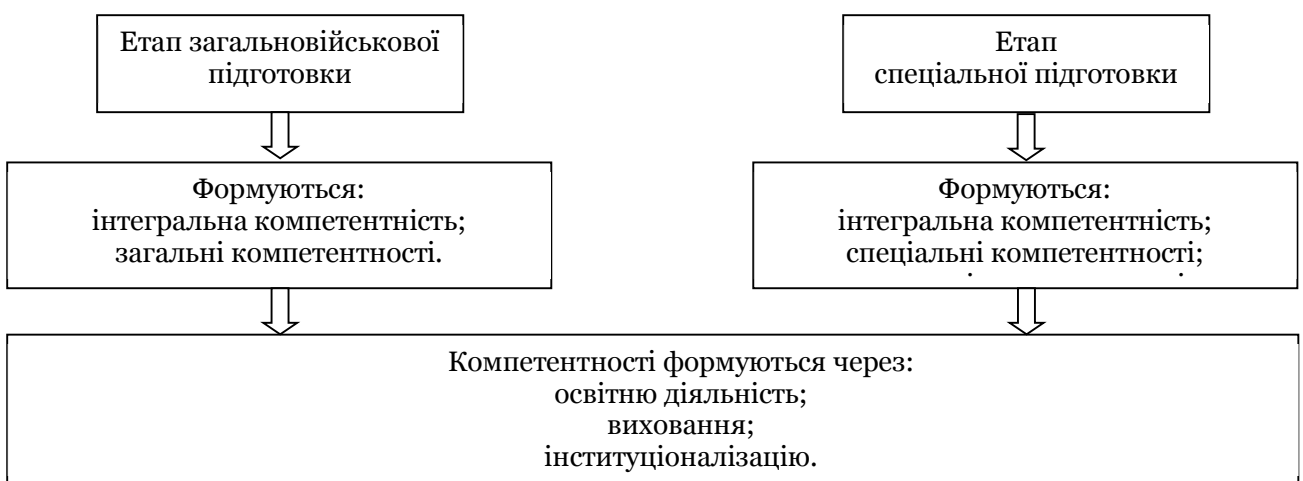 Етап загальновійськової
підготовки
Етап
спеціальної підготовки
Формуються:
інтегральна компетентність;
загальні компетентності.
Формуються:
інтегральна компетентність;
спеціальні компетентності;
Компетентності формуються через:
освітню діяльність;
виховання;
інституціоналізацію.